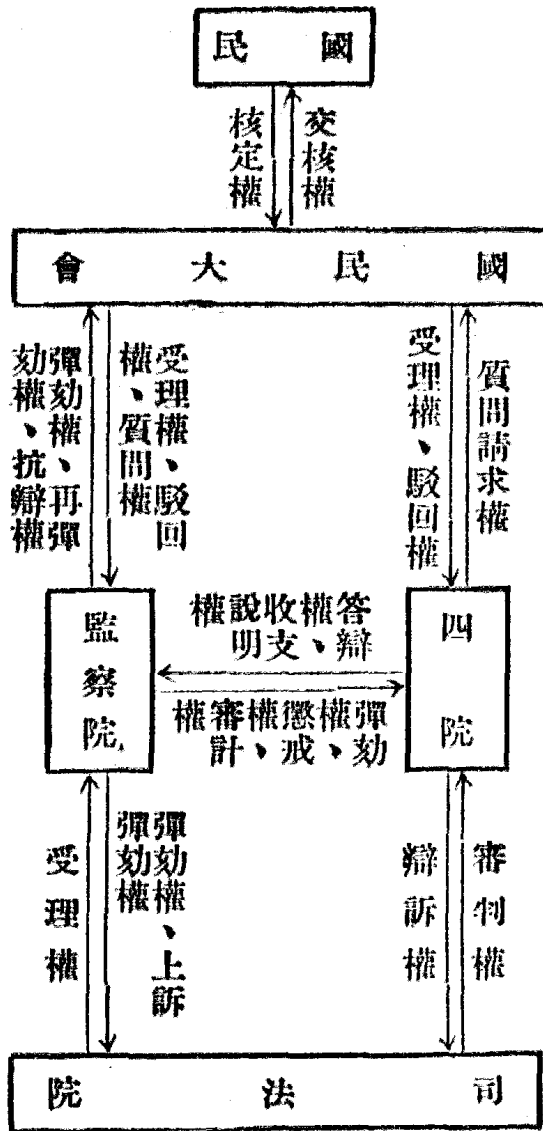 國民
交核權
核定權
國民大會
質問請求權
受理權、駁回權
受理權、駁回
權、質問權
彈劾權、再彈
劾權、抗辯權
四院
監察院
答辯權、收支說明權
彈劾權、懲戒權、審計權
審判權
辯訴權
彈劾權、上訴
彈劾權
受理權
司法院